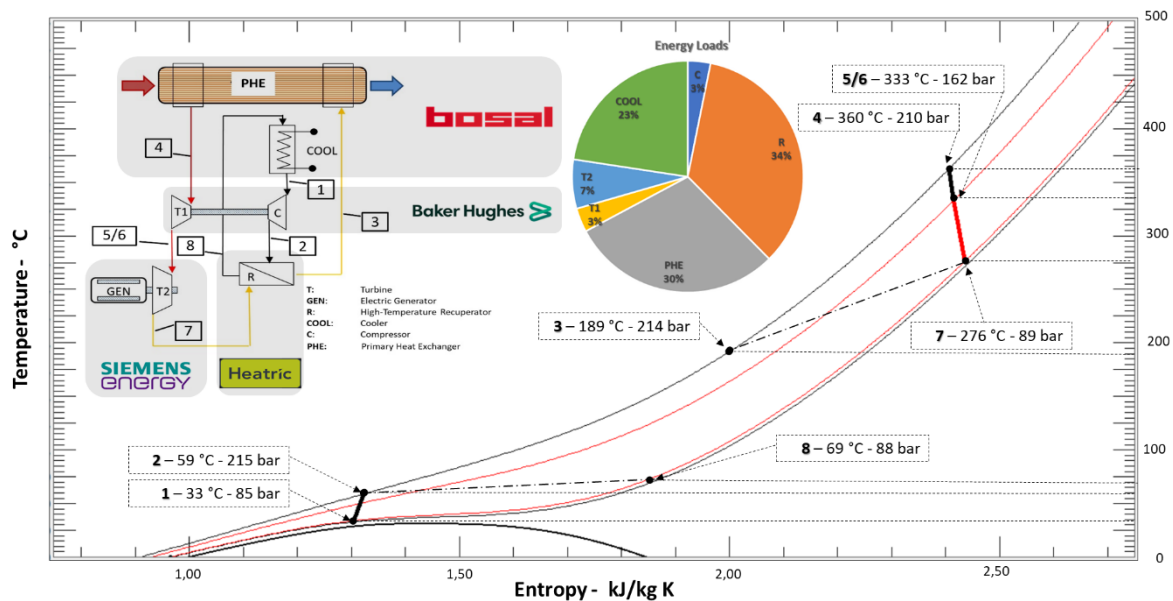 Energy Loads
C
3%
R
34%
PHE
30%
T1
3%
T2
7%
COOL
23%
PHE
bosal
COOL
4
1
3
T1
C
Baker Hughes
5/6
8
2
R
GEN
T2
7
SIEMENS
energy
Heatric
T: Turbine
GEN: Electric Generator
R: High-Temperature Recuperator
COOL: Cooler
C: Compressor
PHE: Primary Heat Exchanger
5/6 – 333 °C - 162 bar
4 – 360 °C - 210 bar
3 – 189 °C - 214 bar
7 – 276 °C - 89 bar
2 – 59 °C - 215 bar
1 – 33 °C - 85 bar
8 – 69 °C - 88 bar
500
400
300
200
100
0
Temperature - °C
1,00
1,50
2,00
2,50
Entropy - kJ/kg K